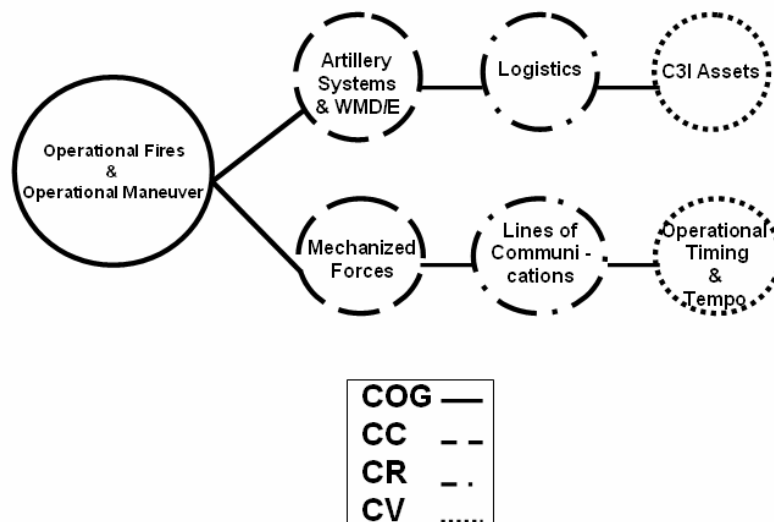 Operational Fires
&
Operational Maneuver
Artillery
Systems
& WMD/E
Logistics
C3I Assets
Mechanized
Forces
Lines of
Communi -
cations
Operational
Timing
&
Tempo
COG
CC
CR
CV